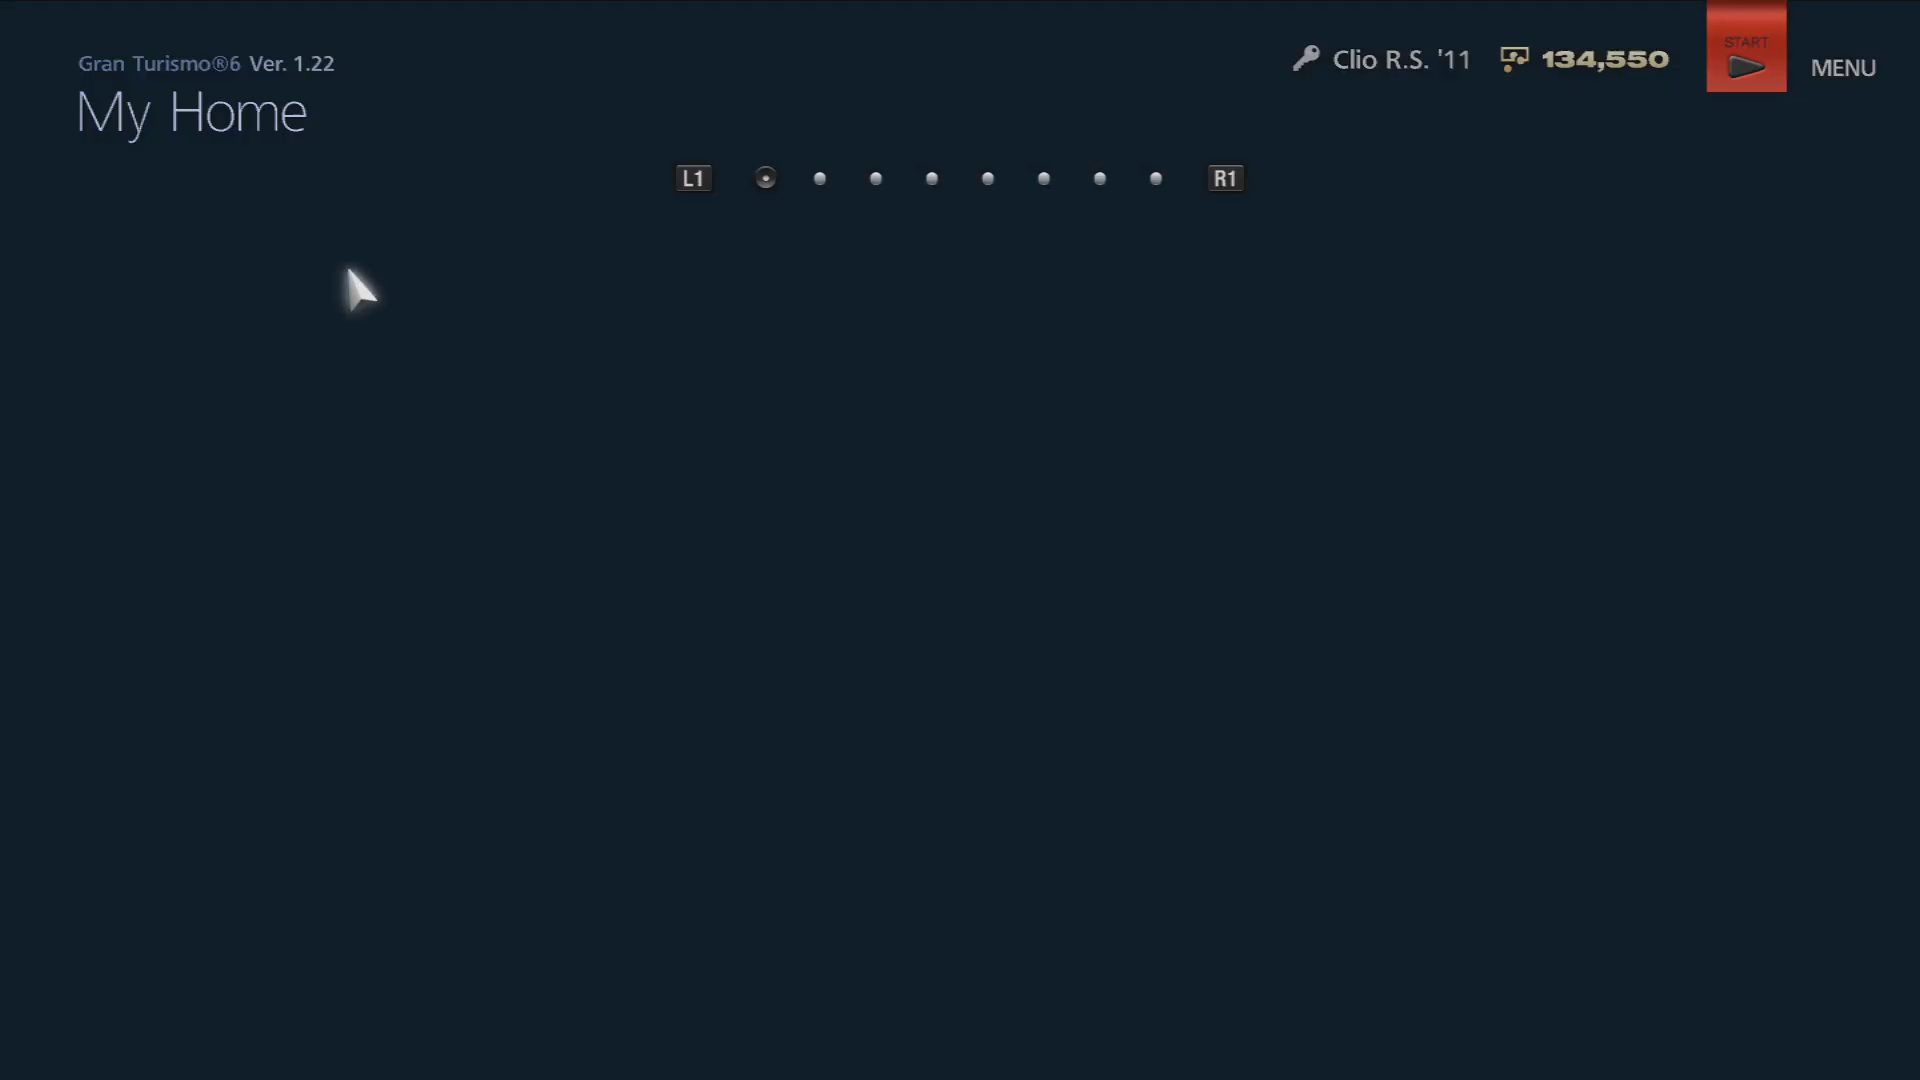 Gran Turismo®6 Ver. 1.22
My Home
Clio R.S. '11
134,550
START
MENU
L1
R1